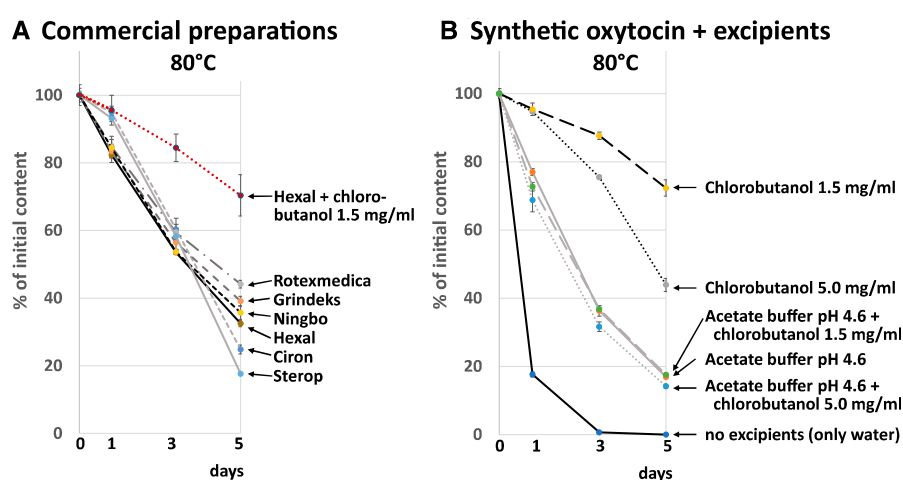 A Commercial preparations
80°C
% of initial content
100
80
60
40
20
0
0 1 3 5
days
Hexal + chloro-
butanol 1.5 mg/ml
Rotexmedica
Grindeks
Ningbo
Hexal
Ciron
Sterop
B Synthetic oxytocin + excipients
80°C
% of initial content
100
80
60
40
20
0
0 1 3 5
days
Chlorobutanol 1.5 mg/ml
Chlorobutanol 5.0 mg/ml
Acetate buffer pH 4.6 +
chlorobutanol 1.5 mg/ml
Acetate buffer pH 4.6
Acetate buffer pH 4.6 +
chlorobutanol 5.0 mg/ml
no excipients (only water)